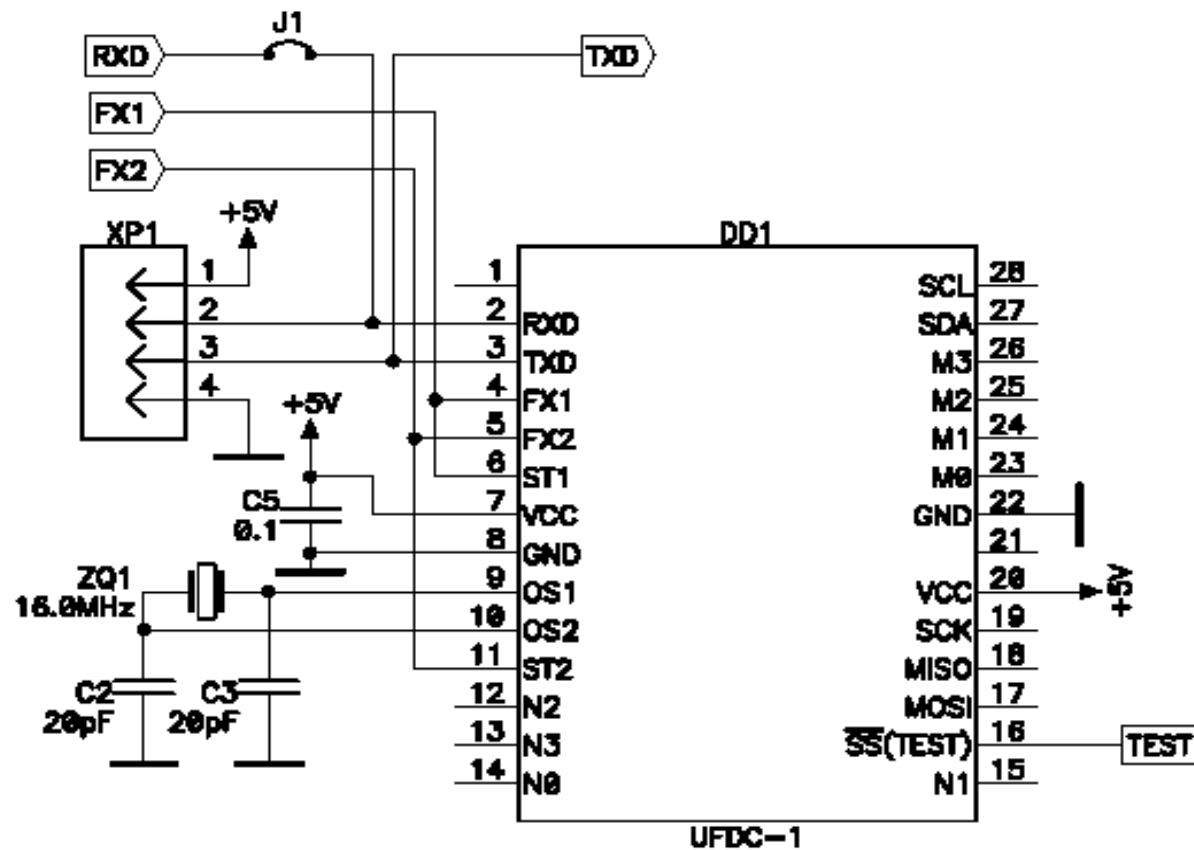 J1
RXD
TXD
FX1
FX2
+5V
XP1
DD1
1
2
3
4
+5V
C5
0.1
ZQ1
16.0MHz
C2
20pF
C3
20pF
1
2 RXD
3 TXD
4 FX1
5 FX2
6 ST1
7 VCC
8 GND
9 OS1
10 OS2
11 ST2
12 N2
13 N3
14 N0
SCL 28
SDA 27
M3 26
M2 25
M1 24
M0 23
GND 22
21
VCC 20
+5V
SCK 19
MISO 18
MOSI 17
SS(TEST) 16
TEST
N1 15
UFDC-1